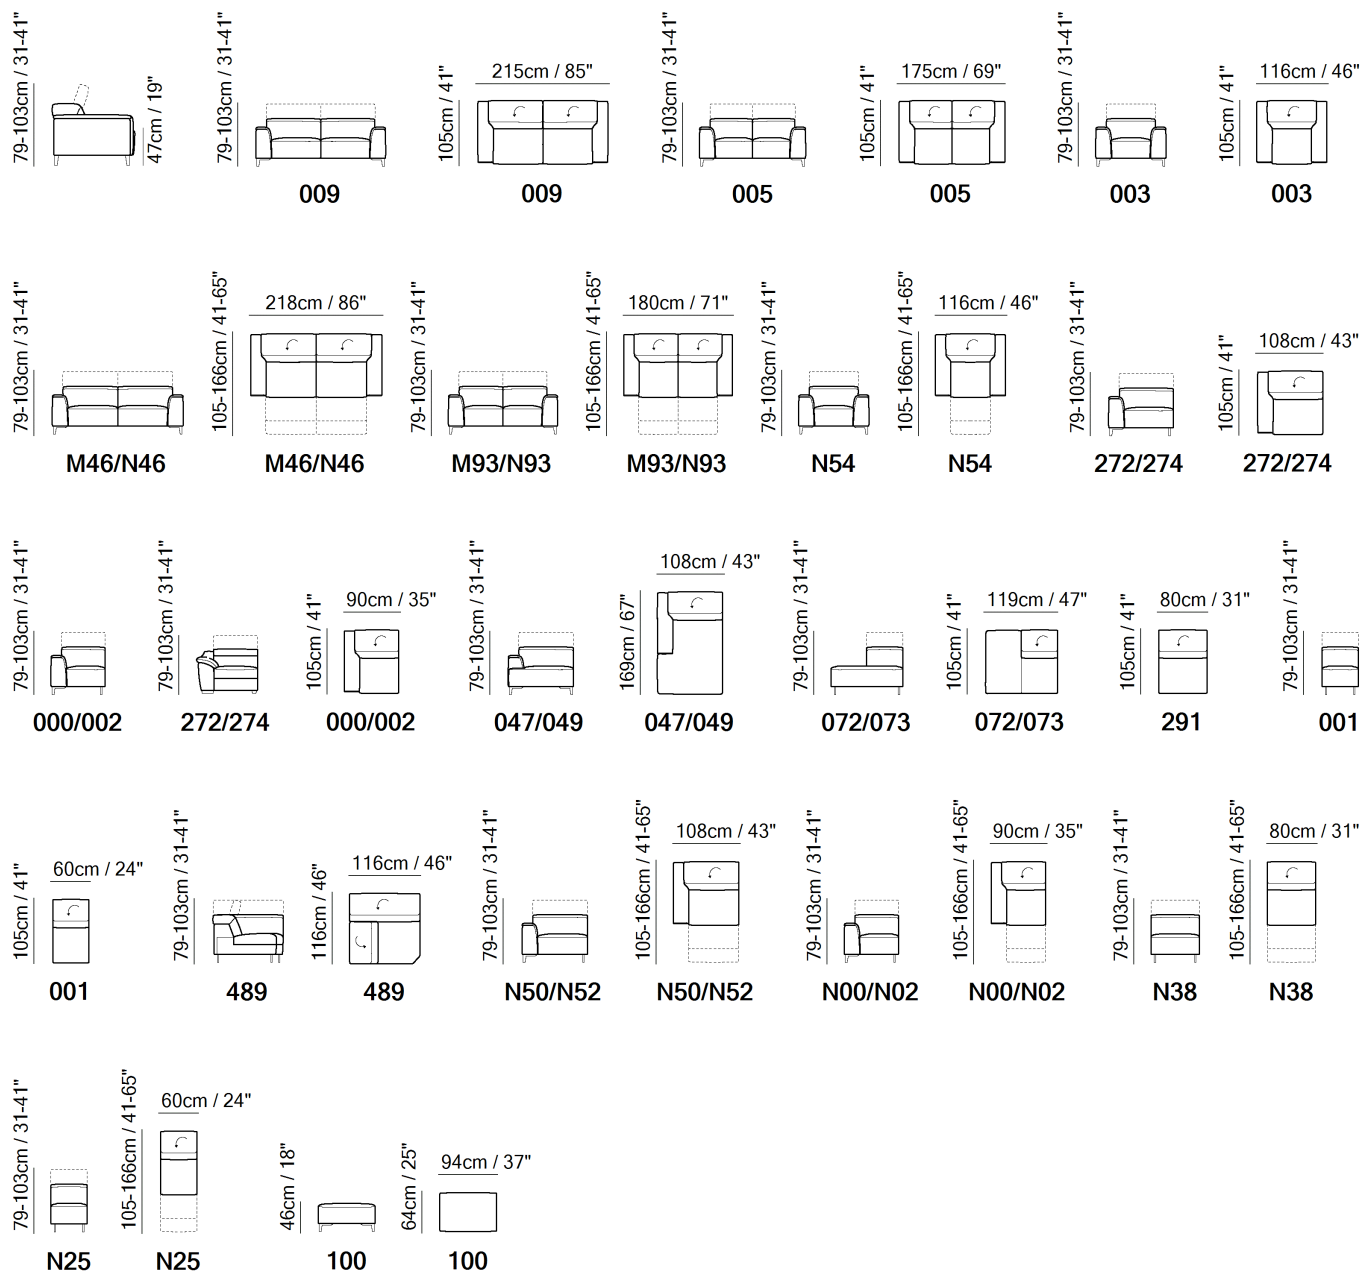 79-103cm / 31-41"
47cm / 19"
79-103cm / 31-41"
009
105cm / 41"
215cm / 85"
009
79-103cm / 31-41"
005
105cm / 41"
175cm / 69"
005
79-103cm / 31-41"
003
105cm / 41"
116cm / 46"
003
79-103cm / 31-41"
M46/N46
105-166cm / 41-65"
218cm / 86"
M46/N46
79-103cm / 31-41"
M93/N93
105-166cm / 41-65"
180cm / 71"
M93/N93
79-103cm / 31-41"
N54
105-166cm / 41-65"
116cm / 46"
N54
79-103cm / 31-41"
272/274
105cm / 41"
108cm / 43"
272/274
79-103cm / 31-41"
000/002
79-103cm / 31-41"
272/274
105cm / 41"
90cm / 35"
000/002
79-103cm / 31-41"
047/049
169cm / 67"
108cm / 43"
047/049
79-103cm / 31-41"
072/073
105cm / 41"
119cm / 47"
072/073
105cm / 41"
80cm / 31"
291
79-103cm / 31-41"
001
105cm / 41"
60cm / 24"
001
79-103cm / 31-41"
489
116cm / 46"
116cm / 46"
489
79-103cm / 31-41"
N50/N52
105-166cm / 41-65"
108cm / 43"
N50/N52
79-103cm / 31-41"
N00/N02
105-166cm / 41-65"
90cm / 35"
N00/N02
79-103cm / 31-41"
N38
105-166cm / 41-65"
80cm / 31"
N38
79-103cm / 31-41"
N25
105-166cm / 41-65"
60cm / 24"
N25
46cm / 18"
100
64cm / 25"
94cm / 37"
100